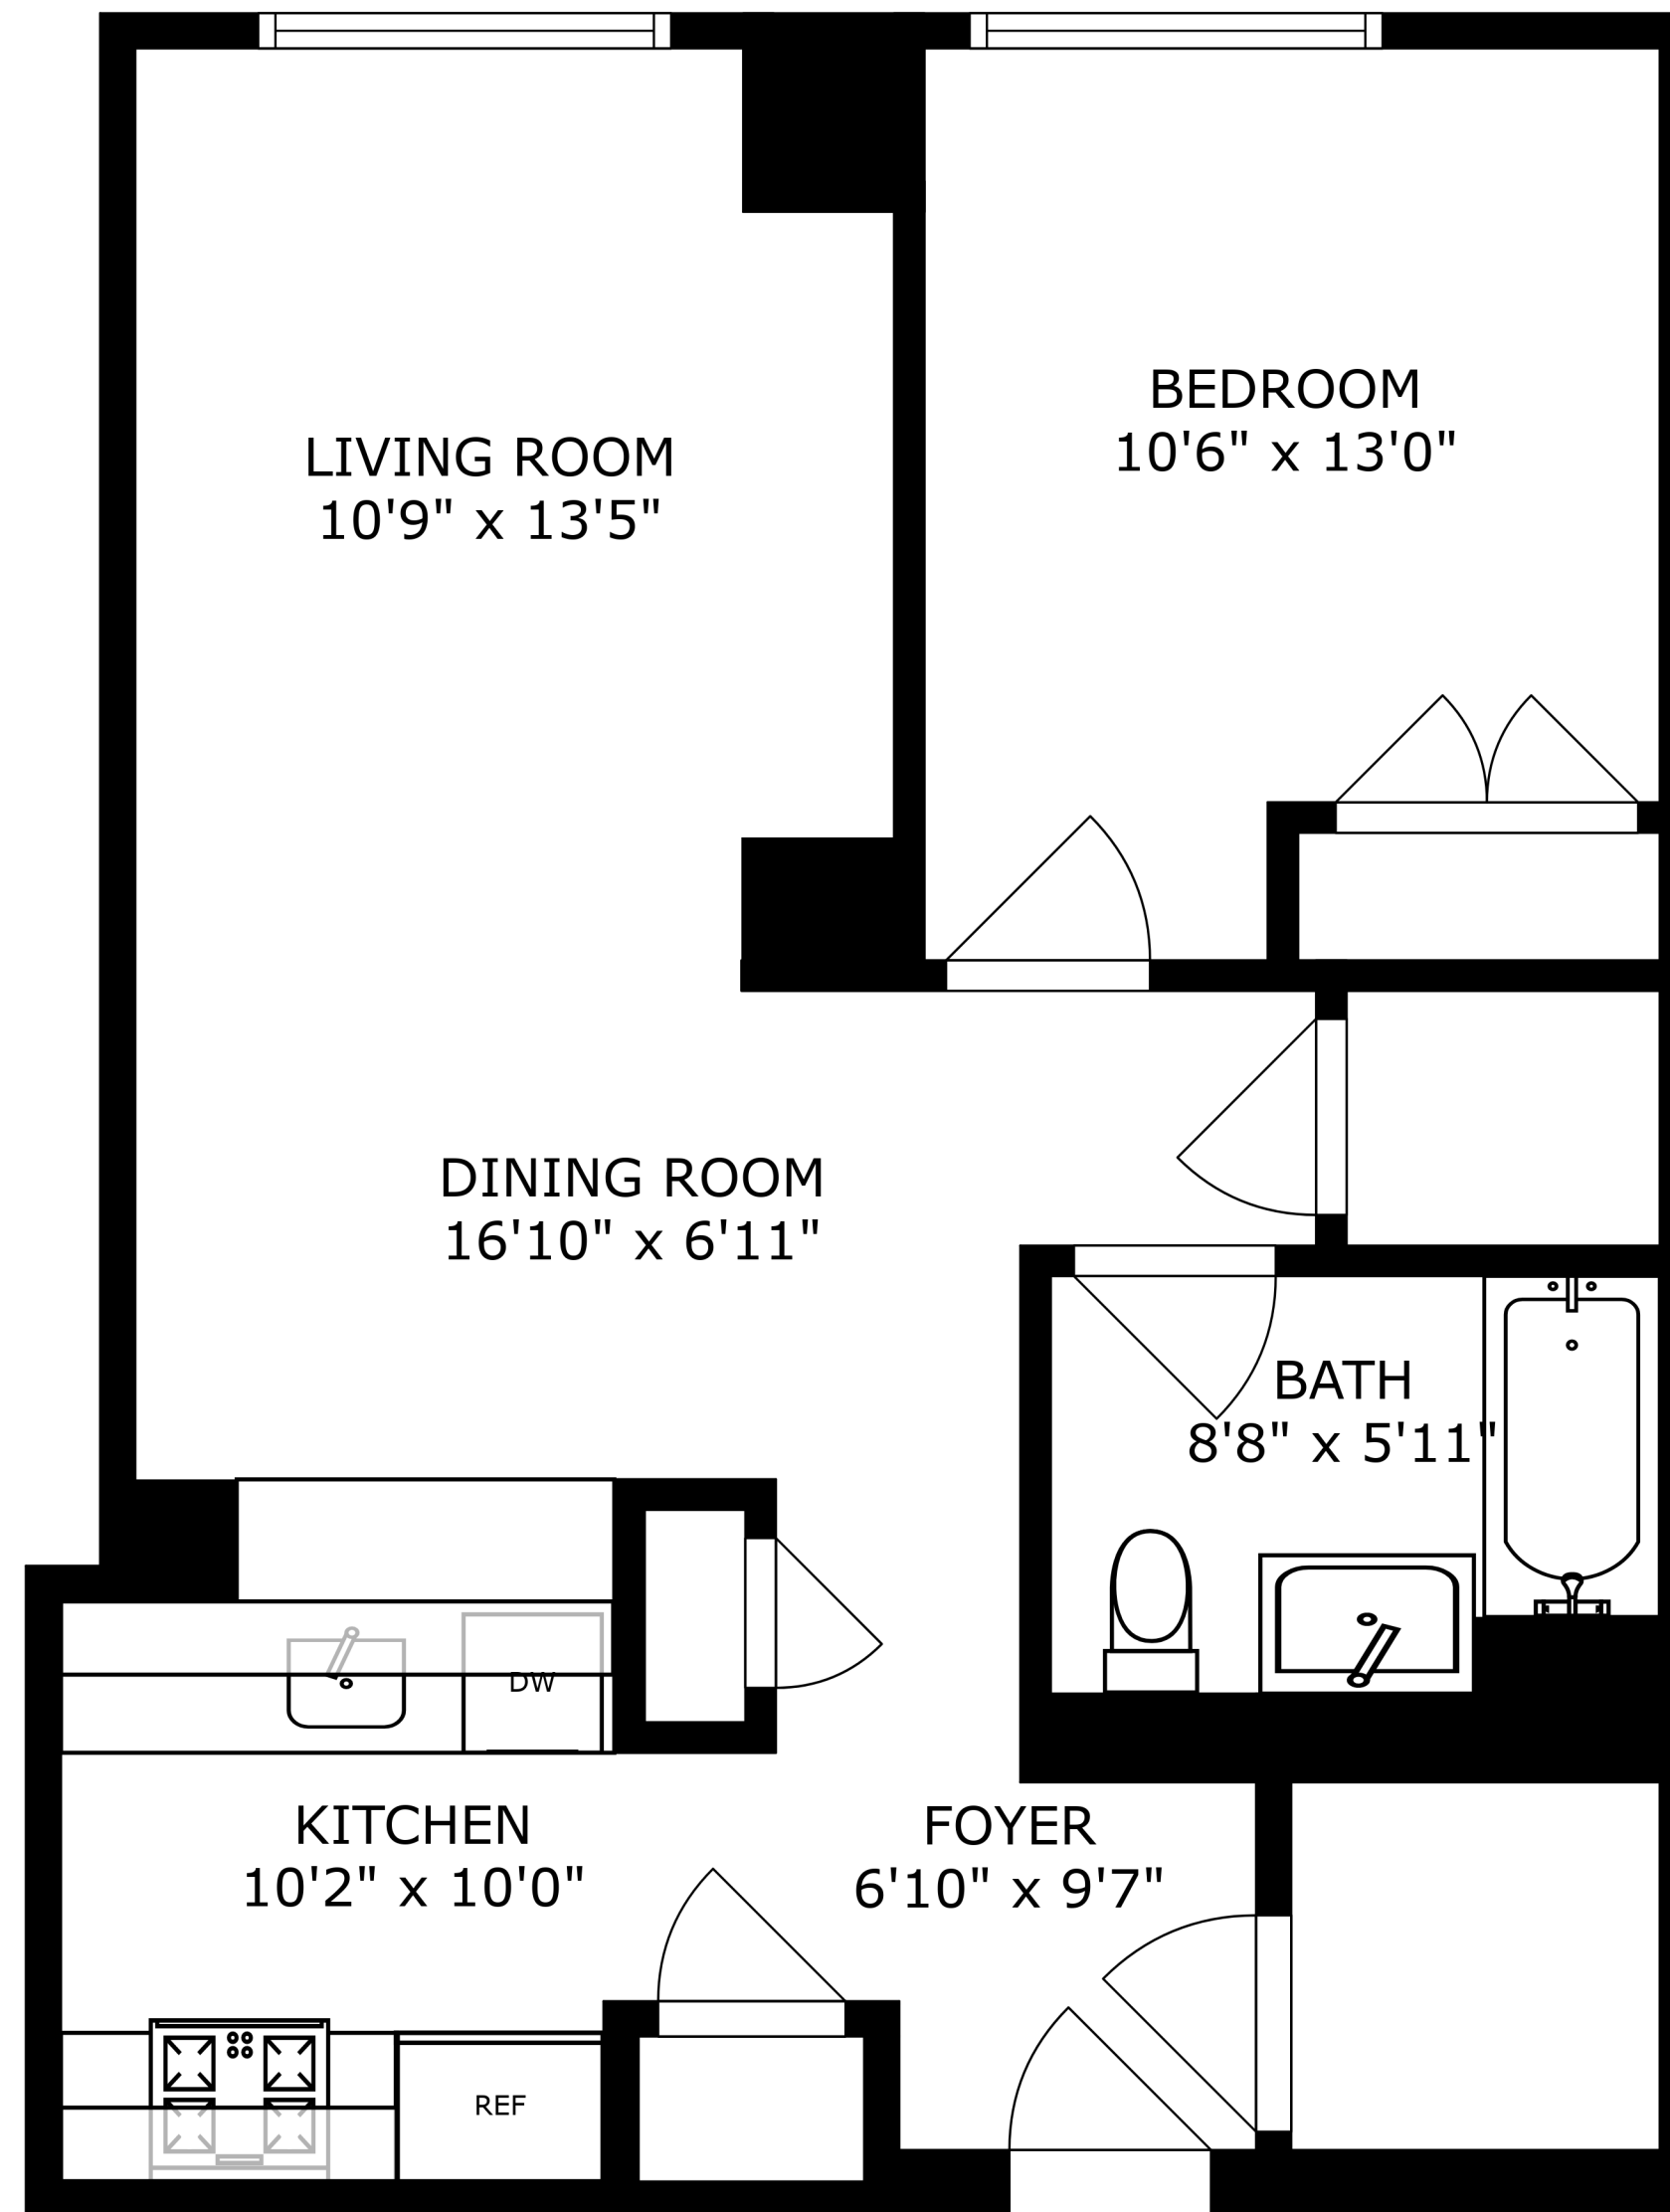 BEDROOM
10'6" x 13'0"
LIVING ROOM
10'9" x 13'5"
DINING ROOM
16'10" x 6'11"
BATH
8'8" x 5'11"
DW
KITCHEN
10'2" x 10'0"
FOYER
6'10" x 9'7"
REF